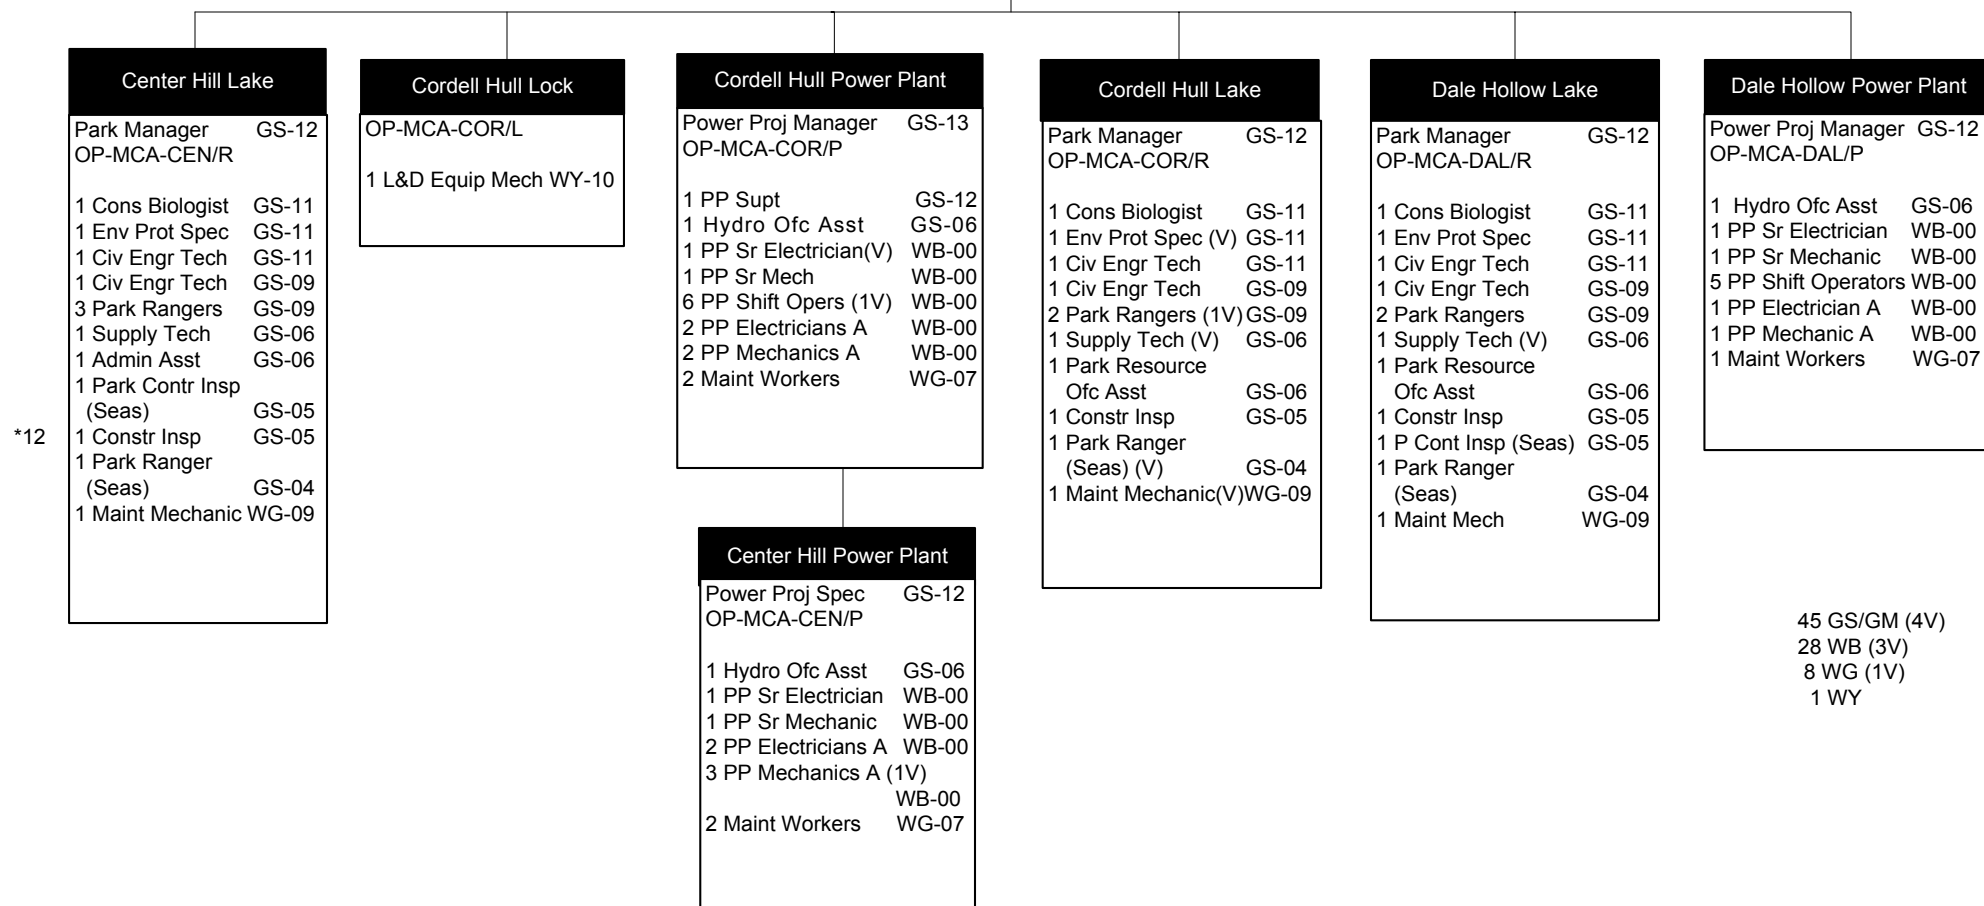 Center Hill Lake
Park Manager GS-12
OP-MCA-CEN/R
1 Cons Biologist GS-11
1 Env Prot Spec GS-11
1 Civ Engr Tech GS-11
1 Civ Engr Tech GS-09
3 Park Rangers GS-09
1 Supply Tech GS-06
1 Admin Asst GS-06
1 Park Contr Insp
(Seas) GS-05
*12
1 Constr Insp GS-05
1 Park Ranger
(Seas) GS-04
1 Maint Mechanic WG-09
Cordell Hull Lock
OP-MCA-COR/L
1 L&D Equip Mech WY-10
Cordell Hull Power Plant
Power Proj Manager GS-13
OP-MCA-COR/P
1 PP Supt GS-12
1 Hydro Ofc Asst GS-06
1 PP Sr Electrician(V) WB-00
1 PP Sr Mech WB-00
6 PP Shift Opers (1V) WB-00
2 PP Electricians A WB-00
2 PP Mechanics A WB-00
2 Maint Workers WG-07
Center Hill Power Plant
Power Proj Spec GS-12
OP-MCA-CEN/P
1 Hydro Ofc Asst GS-06
1 PP Sr Electrician WB-00
1 PP Sr Mechanic WB-00
2 PP Electricians A WB-00
3 PP Mechanics A (1V)
WB-00
2 Maint Workers WG-07
Cordell Hull Lake
Park Manager GS-12
OP-MCA-COR/R
1 Cons Biologist GS-11
1 Env Prot Spec (V) GS-11
1 Civ Engr Tech GS-11
1 Civ Engr Tech GS-09
2 Park Rangers (1V) GS-09
1 Supply Tech (V) GS-06
1 Park Resource
Ofc Asst GS-06
1 Constr Insp GS-05
1 Park Ranger
(Seas) (V) GS-04
1 Maint Mechanic(V)WG-09
Dale Hollow Lake
Park Manager GS-12
OP-MCA-DAL/R
1 Cons Biologist GS-11
1 Env Prot Spec GS-11
1 Civ Engr Tech GS-11
1 Civ Engr Tech GS-09
2 Park Rangers GS-09
1 Supply Tech (V) GS-06
1 Park Resource
Ofc Asst GS-06
1 Constr Insp GS-05
1 P Cont Insp (Seas) GS-05
1 Park Ranger
(Seas) GS-04
1 Maint Mech WG-09
Dale Hollow Power Plant
Power Proj Manager GS-12
OP-MCA-DAL/P
1 Hydro Ofc Asst GS-06
1 PP Sr Electrician WB-00
1 PP Sr Mechanic WB-00
5 PP Shift Operators WB-00
1 PP Electrician A WB-00
1 PP Mechanic A WB-00
1 Maint Workers WG-07
45 GS/GM (4V)
28 WB (3V)
8 WG (1V)
1 WY